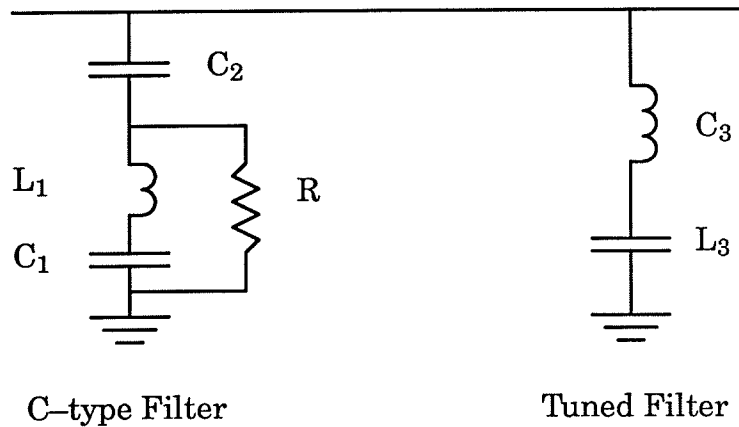 C₂
L₁
R
C₁
C₃
L₃
C–type Filter
Tuned Filter